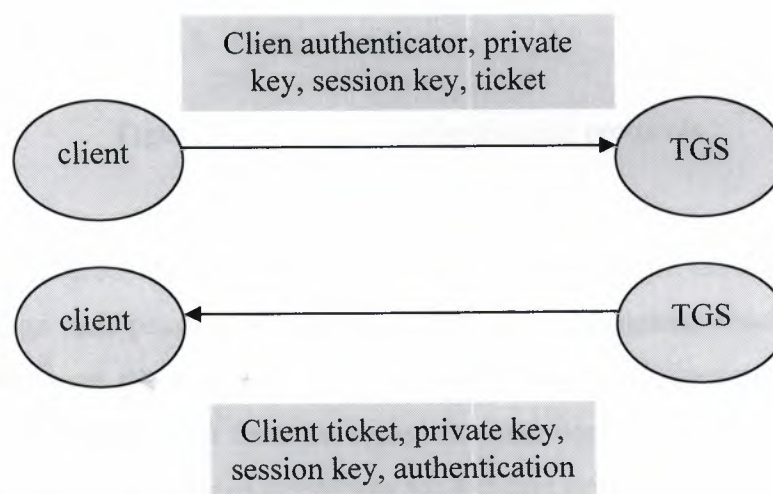 Clien authenticator, private
key, session key, ticket
client
TGS
client
TGS
Client ticket, private key,
session key, authentication